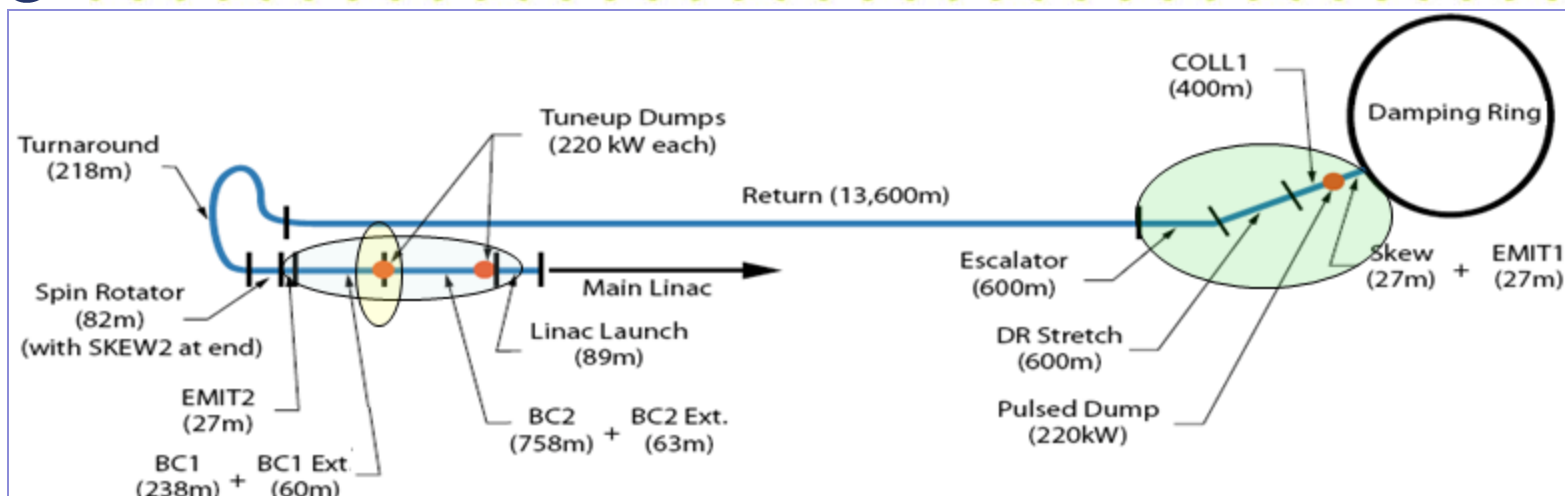 COLL1
(400m)
Damping Ring
Tuneup Dumps
(220 kW each)
Turnaround
(218m)
Return (13,600m)
Escalator
(600m)
Skew
(27m)
+
EMIT1
(27m)
Main Linac
Spin Rotator
(82m)
(with SKEW2 at end)
Linac Launch
(89m)
DR Stretch
(600m)
EMIT2
(27m)
BC2
(758m)
+
BC2 Ext.
(63m)
Pulsed Dump
(220kW)
BC1
(238m)
+
BC1 Ext.
(60m)